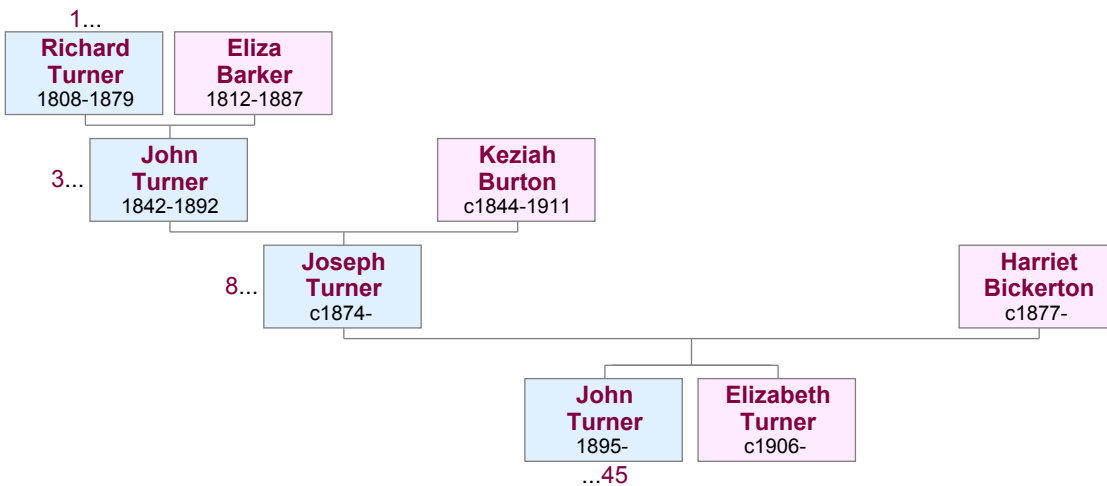 1...
Richard
Turner
1808-1879
Eliza
Barker
1812-1887
3...
John
Turner
1842-1892
Keziah
Burton
c1844-1911
8...
Joseph
Turner
c1874-
Harriet
Bickerton
c1877-
John
Turner
1895-
Elizabeth
Turner
c1906-
...45